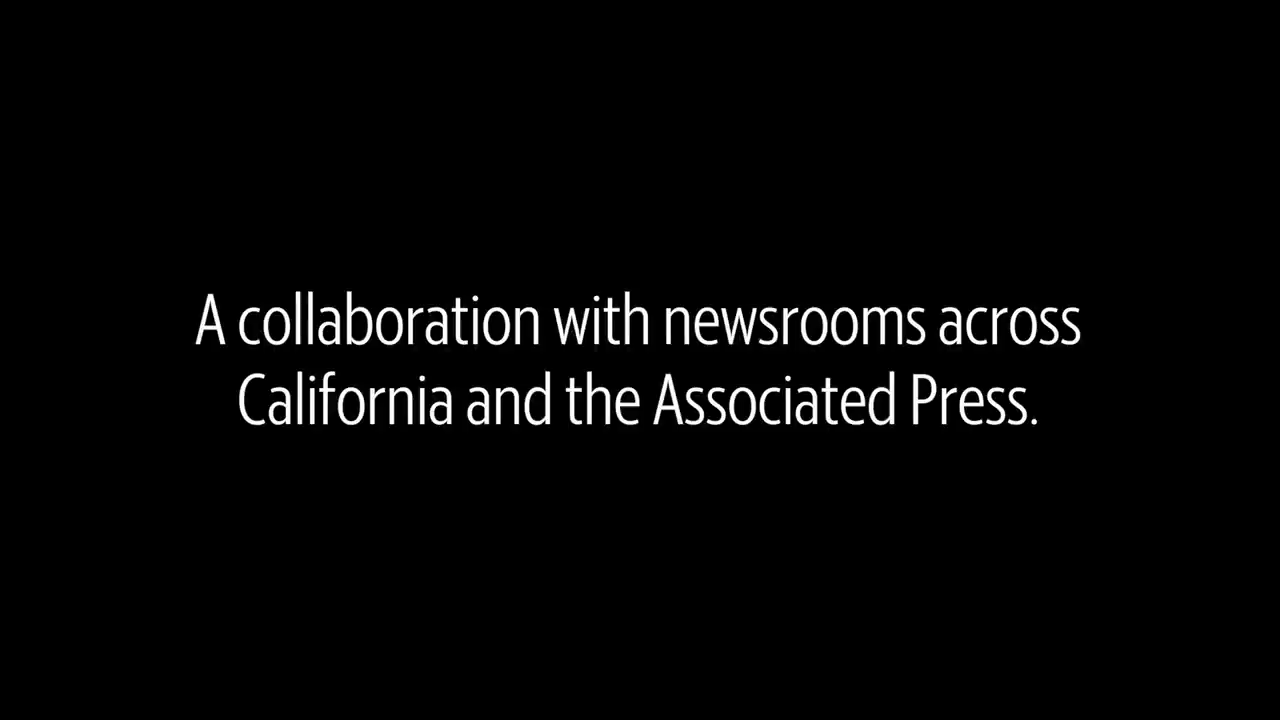 A collaboration with newsrooms across
California and the Associated Press.